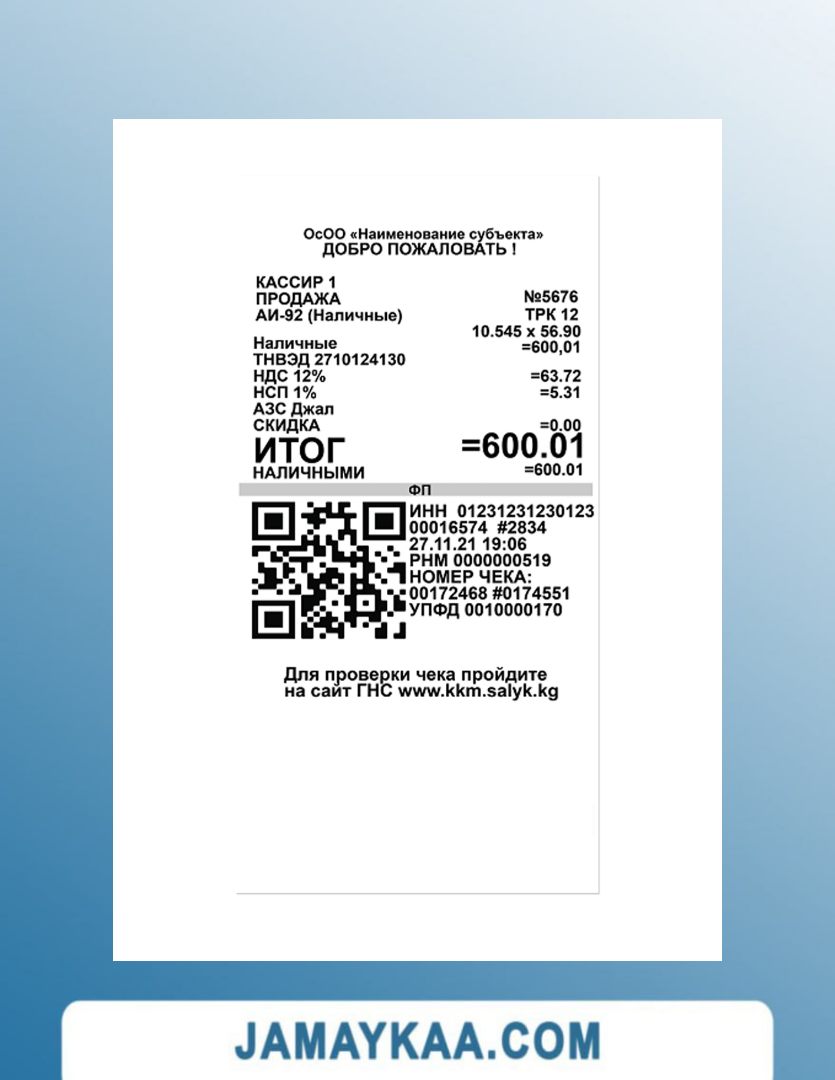 ОсОО «Наименование субъекта»
ДОБРО ПОЖАЛОВАТЬ !
КАССИР 1
ПРОДАЖА №5676
АИ-92 (Наличные) ТРК 12
10.545 x 56.90
Наличные =600,01
ТНВЭД 2710124130
НДС 12% =63.72
НСП 1% =5.31
АЗС Джал
СКИДКА =0.00
ИТОГ =600.01
НАЛИЧНЫМИ =600.01
ФП
ИНН 01231231230123
00016574 #2834
27.11.21 19:06
РНМ 0000000519
НОМЕР ЧЕКА:
00172468 #0174551
УПФД 0010000170
Для проверки чека пройдите
на сайт ГНС www.kkm.salyk.kg
JAMAYKAA.COM